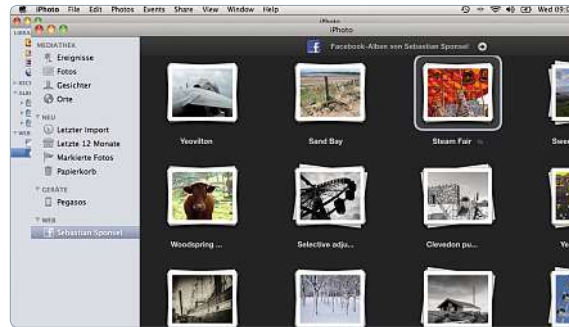 iPhoto File Edit Photos Events Share View Window Help
Wed 09:0
iPhoto
iPhoto
MEDIATHEK
Ereignisse
Fotos
Gesichter
Orte
NEU
Letzter Import
Letzte 12 Monate
Markierte Fotos
Papierkorb
GERÄTE
Pegasos
WEB
Sebastian Sponsel
Facebook-Alben von Sebastian Sponsel
Yeovilton
Sand Bay
Steam Fair
Woodspring ...
Selective adju...
Clevedon pu...